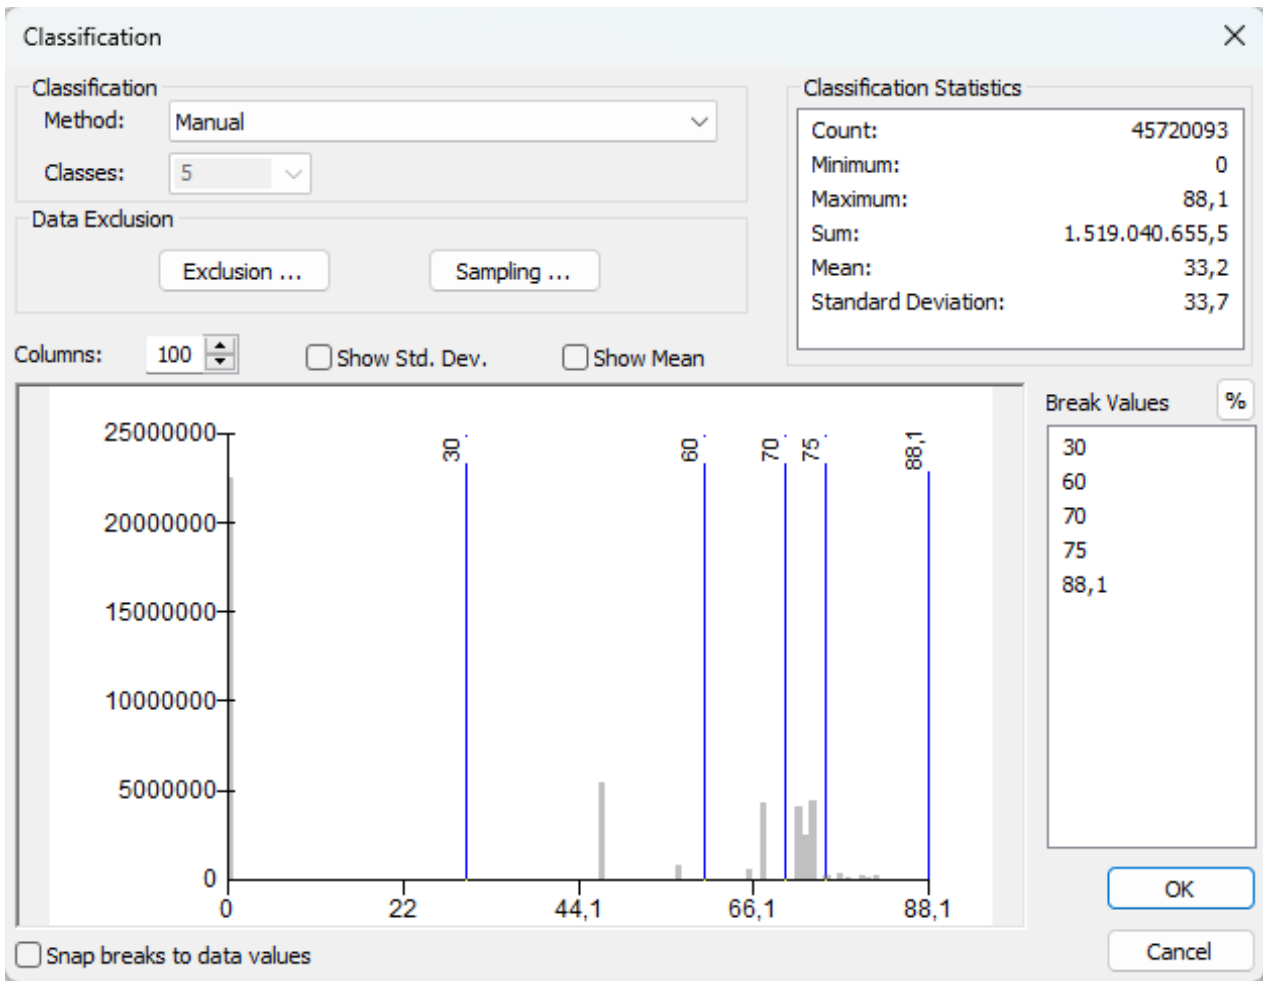 Classification
Classification
Method: Manual
Classes: 5
Data Exclusion
Exclusion ...
Sampling ...
Classification Statistics
Count: 45720093
Minimum: 0
Maximum: 88,1
Sum: 1.519.040.655,5
Mean: 33,2
Standard Deviation: 33,7
Columns: 100
Show Std. Dev.
Show Mean
Break Values
%
30
60
70
75
88,1
25000000
20000000
15000000
10000000
5000000
0
30
60
70
75
88,1
0
22
44,1
66,1
88,1
OK
Cancel
Snap breaks to data values